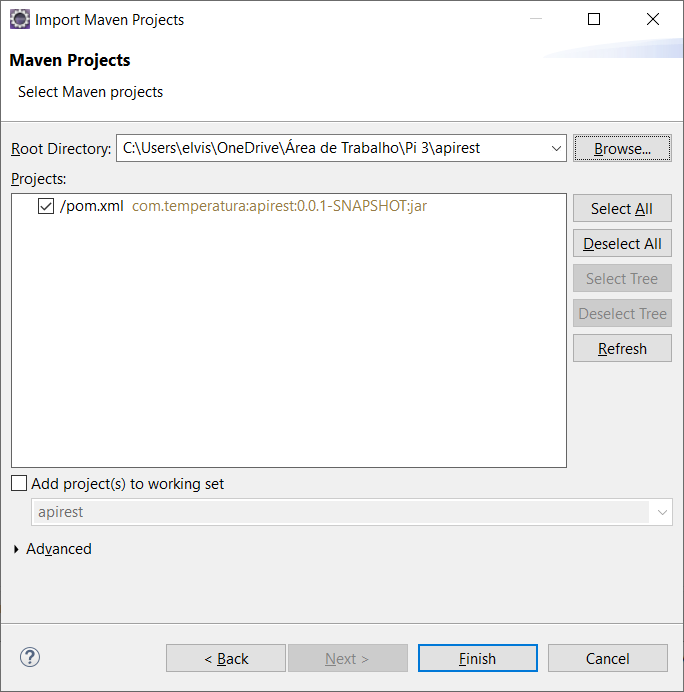 Import Maven Projects
Maven Projects
Select Maven projects
Root Directory: C:\Users\elvis\OneDrive\Área de Trabalho\Pi 3\apirest Browse...
Projects:
/pom.xml com.temperatura:apirest:0.0.1-SNAPSHOT:jar
Select All
Deselect All
Select Tree
Deselect Tree
Refresh
Add project(s) to working set
apirest
Advanced
? < Back Next > Finish Cancel